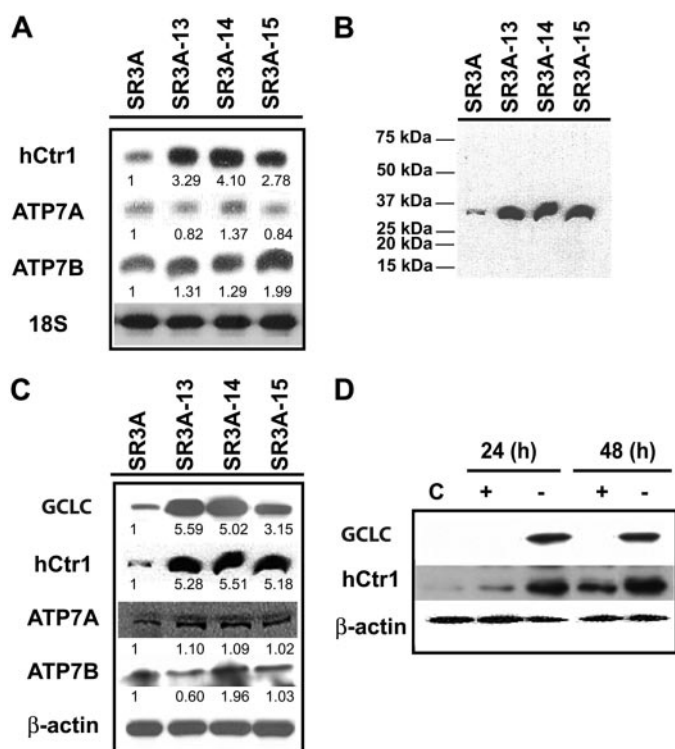 A
SR3A
SR3A-13
SR3A-14
SR3A-15
hCtr1
1 3.29 4.10 2.78
ATP7A
1 0.82 1.37 0.84
ATP7B
1 1.31 1.29 1.99
18S
B
SR3A
SR3A-13
SR3A-14
SR3A-15
75 kDa
50 kDa
37 kDa
25 kDa
20 kDa
15 kDa
C
SR3A
SR3A-13
SR3A-14
SR3A-15
GCLC
1 5.59 5.02 3.15
hCtr1
1 5.28 5.51 5.18
ATP7A
1 1.10 1.09 1.02
ATP7B
1 0.60 1.96 1.03
β-actin
D
24 (h) 48 (h)
C + - + -
GCLC
hCtr1
β-actin